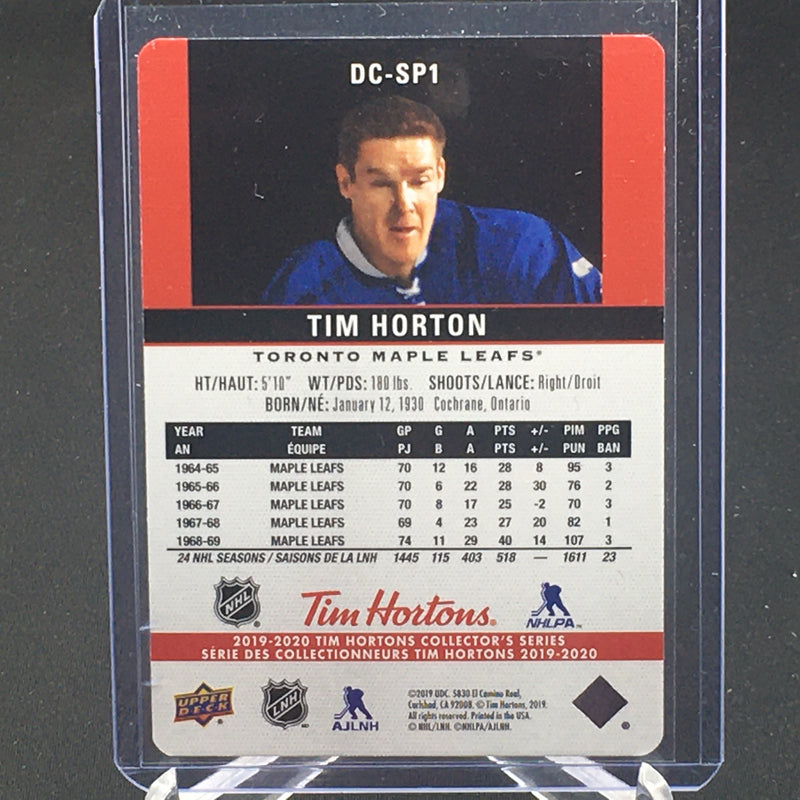 DC-SP1
TIM HORTON
TORONTO MAPLE LEAFS®
HT/HAUT: 5'10" WT/PDS: 180 lbs. SHOOTS/LANCE: Right/Droit
BORN/NÉ: January 12, 1930 Cochrane, Ontario
YEAR TEAM GP G A PTS +/- PIM PPG
AN ÉQUIPE PJ B A PTS +/- PUN BAN
1964-65 MAPLE LEAFS 70 12 16 28 8 95 3
1965-66 MAPLE LEAFS 70 6 22 28 30 76 2
1966-67 MAPLE LEAFS 70 8 17 25 -2 70 3
1967-68 MAPLE LEAFS 69 4 23 27 20 82 1
1968-69 MAPLE LEAFS 74 11 29 40 14 107 3
24 NHL SEASONS / SAISONS DE LA LNH 1445 115 403 518 — 1611 23
NHL Tim Hortons® NHLPA™
2019-2020 TIM HORTONS COLLECTOR'S SERIES
SÉRIE DES COLLECTIONNEURS TIM HORTONS 2019-2020
UPPER DECK LNH AJLNH
©2019 UDC. 5830 El Camino Real,
Carlsbad, CA 92008. © Tim Hortons, 2019.
All rights reserved. Printed in the USA.
© NHL/LNH. ©NHLPA/AJLNH.